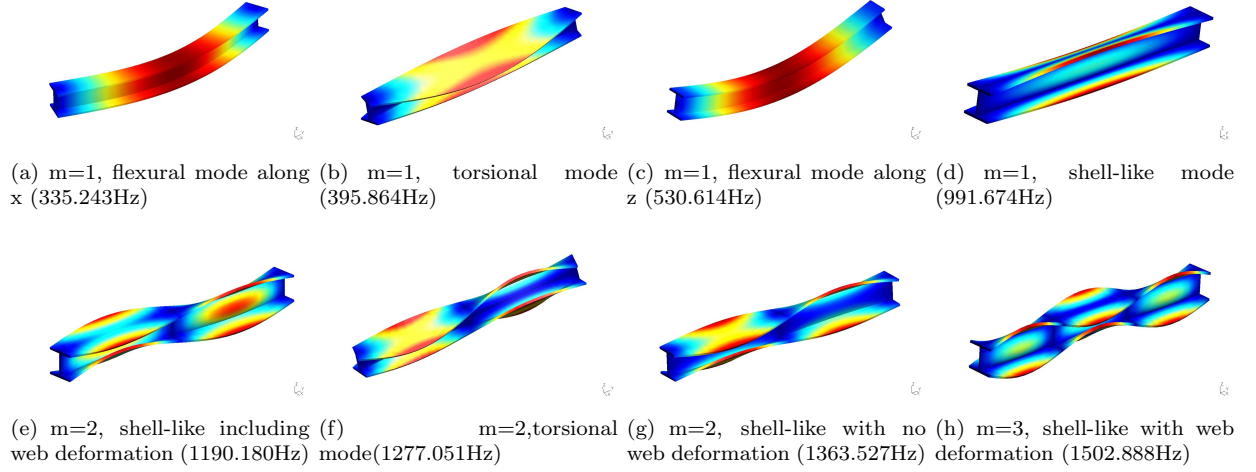 (a) m=1, flexural mode along
x (335.243Hz)
(b) m=1, torsional mode
(395.864Hz)
(c) m=1, flexural mode along
z (530.614Hz)
(d) m=1, shell-like mode
(991.674Hz)
(e) m=2, shell-like including
web deformation (1190.180Hz)
(f) m=2,torsional
mode(1277.051Hz)
(g) m=2, shell-like with no
web deformation (1363.527Hz)
(h) m=3, shell-like with web
deformation (1502.888Hz)